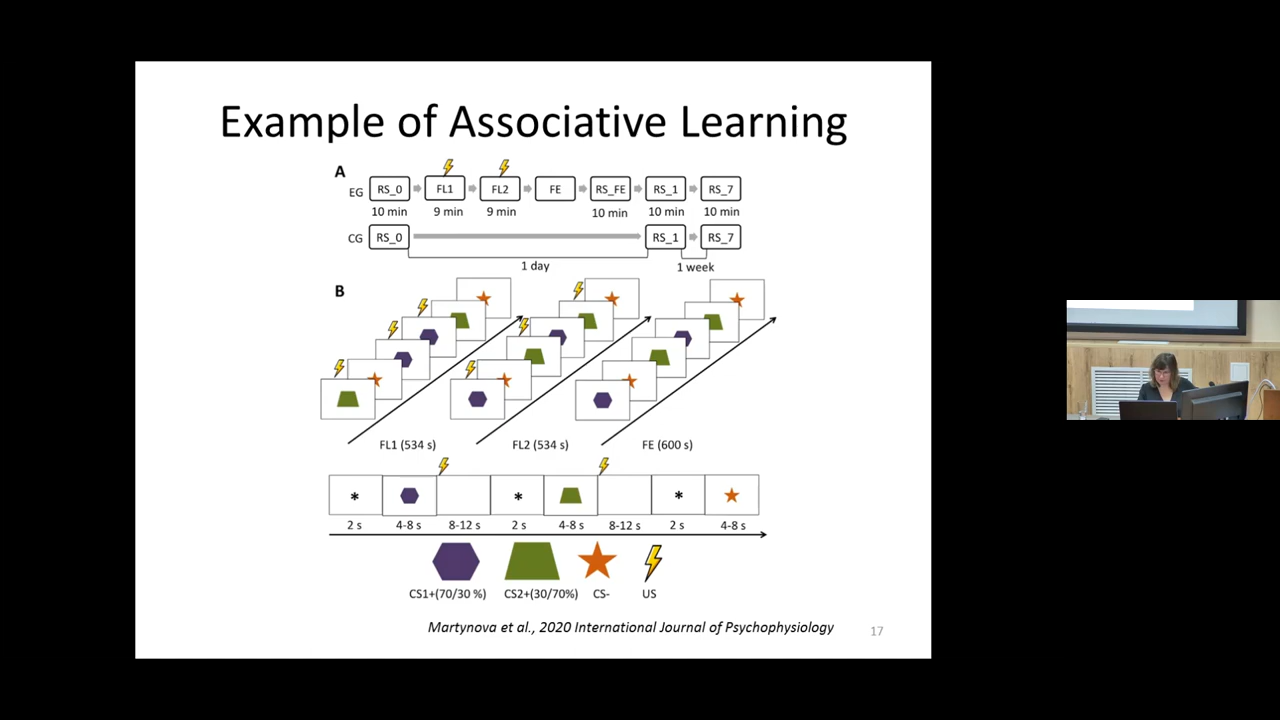 Example of Associative Learning
A
EG RS_0 FL1 FL2 FE RS_FE RS_1 RS_7
10 min 9 min 9 min 10 min 10 min 10 min
CG RS_0 RS_1 RS_7
1 day 1 week
B
FL1 (534 s) FL2 (534 s) FE (600 s)
* * *
2 s 4-8 s 8-12 s 2 s 4-8 s 8-12 s 2 s 4-8 s
CS1+(70/30 %) CS2+(30/70%) CS- US
Martynova et al., 2020 International Journal of Psychophysiology
17